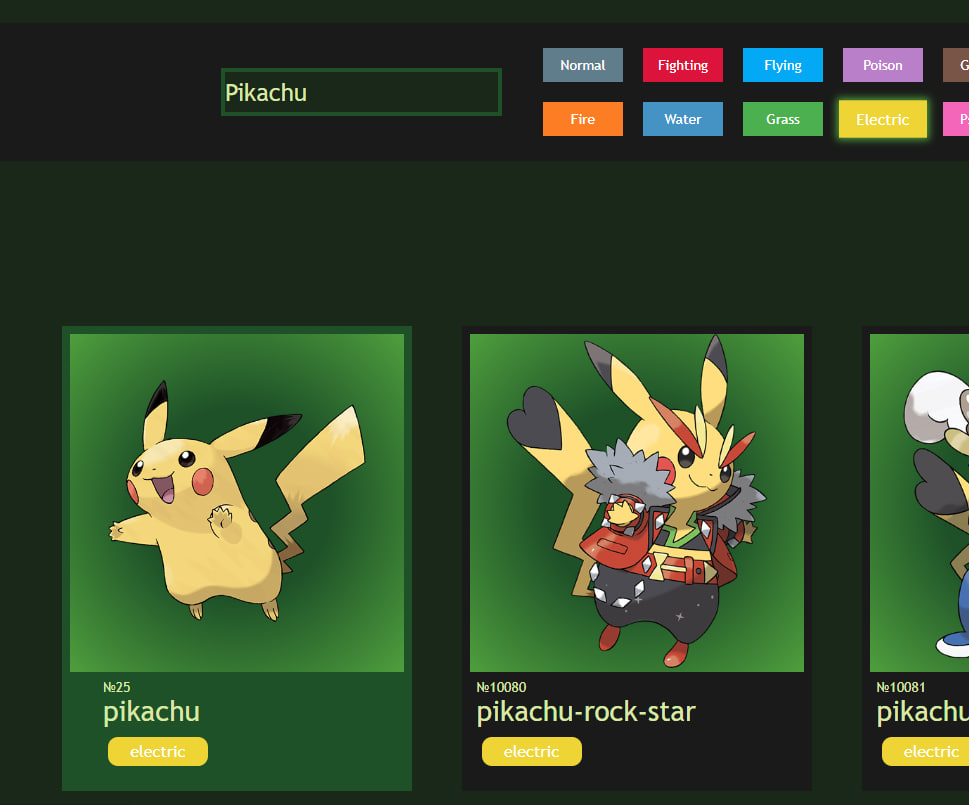 Pikachu
Normal Fighting Flying Poison
Fire Water Grass Electric
№25
pikachu
electric
№10080
pikachu-rock-star
electric
№10081
electric